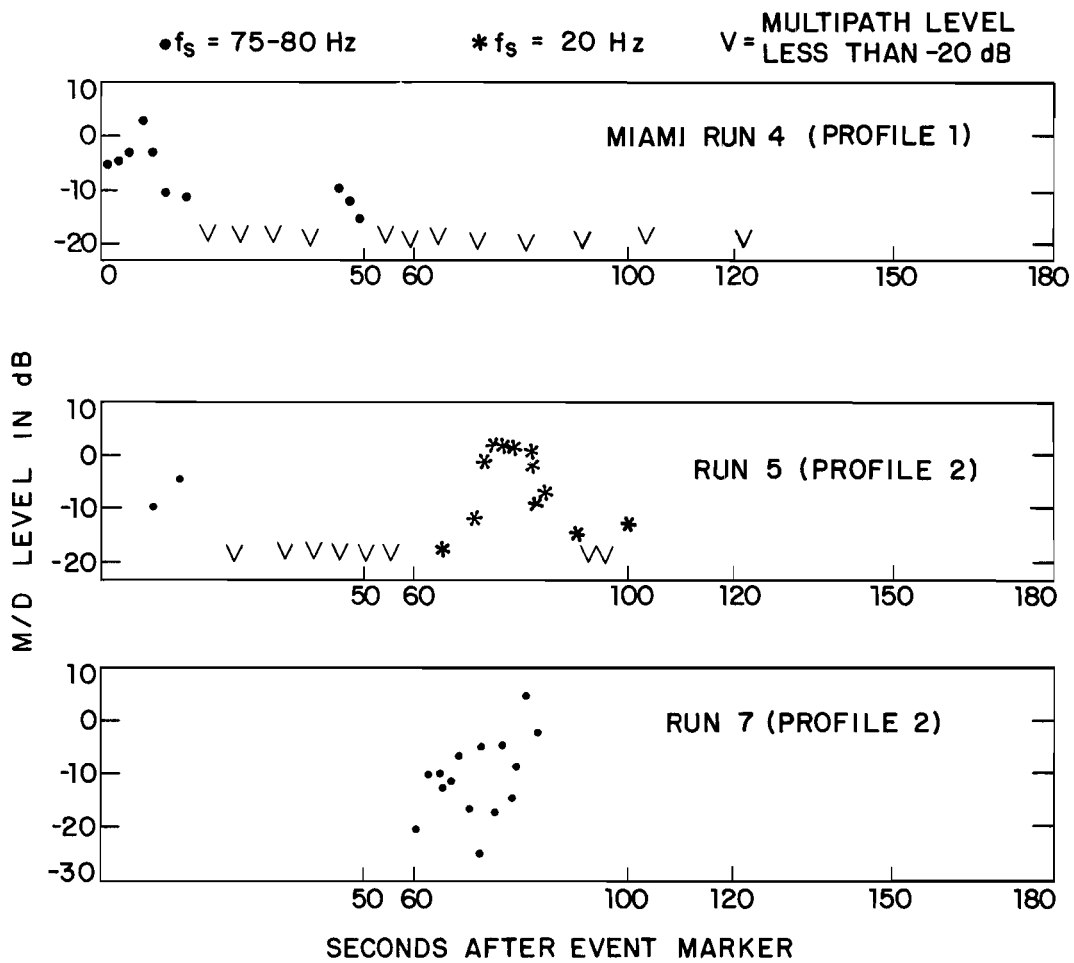 ● fs = 75-80 Hz * fs = 20 Hz V = MULTIPATH LEVEL
LESS THAN -20 dB
M/D LEVEL IN dB
MIAMI RUN 4 (PROFILE 1)
10
0
-10
-20
0 50 60 100 120 150 180
RUN 5 (PROFILE 2)
10
0
-10
-20
50 60 100 120 150 180
RUN 7 (PROFILE 2)
10
0
-10
-20
-30
50 60 100 120 150 180
SECONDS AFTER EVENT MARKER